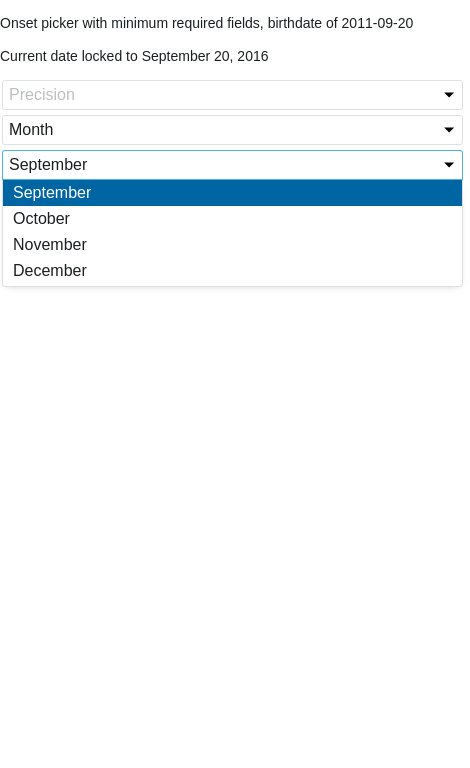 Onset picker with minimum required fields, birthdate of 2011-09-20
Current date locked to September 20, 2016
Precision
Month
September
September
October
November
December